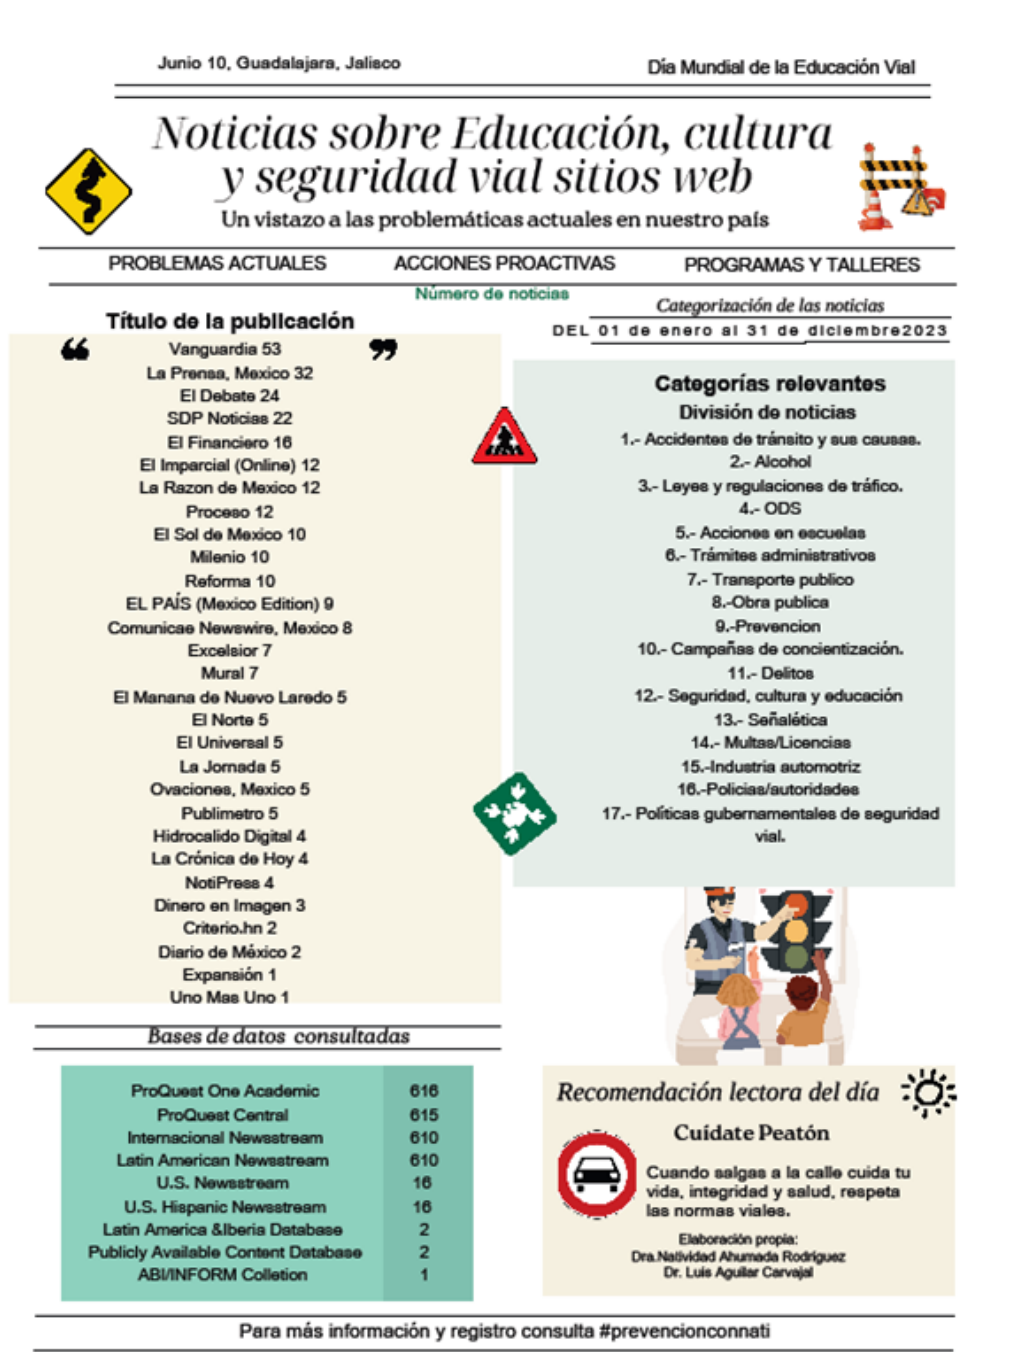 Junio 10, Guadalajara, Jalisco
Día Mundial de la Educación Vial
Noticias sobre Educación, cultura
y seguridad vial sitios web
Un vistazo a las problemáticas actuales en nuestro país
PROBLEMAS ACTUALES
ACCIONES PROACTIVAS
PROGRAMAS Y TALLERES
Número de noticias
Título de la publicación
❝ ❞
Vanguardia 53
La Prensa, Mexico 32
El Debate 24
SDP Noticias 22
El Financiero 16
El Imparcial (Online) 12
La Razon de Mexico 12
Proceso 12
El Sol de Mexico 10
Milenio 10
Reforma 10
EL PAÍS (Mexico Edition) 9
Comunicae Newswire, Mexico 8
Excelsior 7
Mural 7
El Manana de Nuevo Laredo 5
El Norte 5
El Universal 5
La Jornada 5
Ovaciones, Mexico 5
Publimetro 5
Hidrocalido Digital 4
La Crónica de Hoy 4
NotiPress 4
Dinero en Imagen 3
Criterio.hn 2
Diario de México 2
Expansión 1
Uno Mas Uno 1
Categorización de las noticias
DEL 01 de enero al 31 de diciembre2023
Categorías relevantes
División de noticias
1.- Accidentes de tránsito y sus causas.
2.- Alcohol
3.- Leyes y regulaciones de tráfico.
4.- ODS
5.- Acciones en escuelas
6.- Trámites administrativos
7.- Transporte publico
8.-Obra publica
9.-Prevencion
10.- Campañas de concientización.
11.- Delitos
12.- Seguridad, cultura y educación
13.- Señalética
14.- Multas/Licencias
15.-Industria automotriz
16.-Policias/autoridades
17.- Políticas gubernamentales de seguridad
vial.
Bases de datos consultadas
ProQuest One Academic 616
ProQuest Central 615
Internacional Newsstream 610
Latin American Newsstream 610
U.S. Newsstream 16
U.S. Hispanic Newsstream 16
Latin America &Iberia Database 2
Publicly Available Content Database 2
ABI/INFORM Colletion 1
Recomendación lectora del día
Cuídate Peatón
Cuando salgas a la calle cuida tu
vida, integridad y salud, respeta
las normas viales.
Elaboración propia:
Dra.Natividad Ahumada Rodríguez
Dr. Luis Aguilar Carvajal
Para más información y registro consulta #prevencionconnati